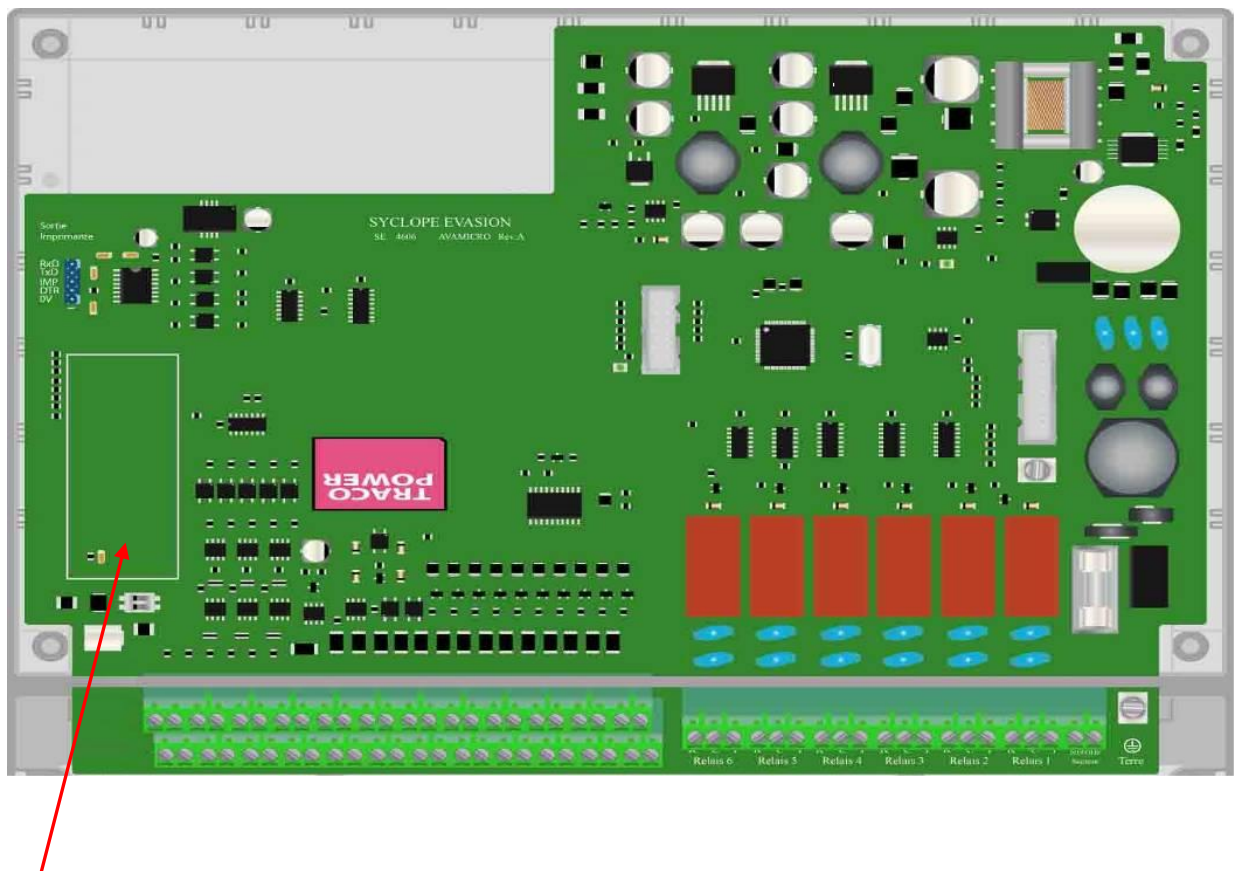 SYCLOPE EVASION
SE 4606 AVAMICRO Rev:A
Sortie
Imprimante
RxD
TxD
IMP
DTR
0V
TRACO
POWER
Relais 6 Relais 5 Relais 4 Relais 3 Relais 2 Relais 1 Secteur Terre